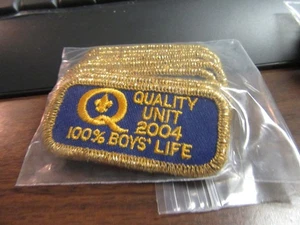 Q QUALITY
UNIT
2004
100% BOYS' LIFE